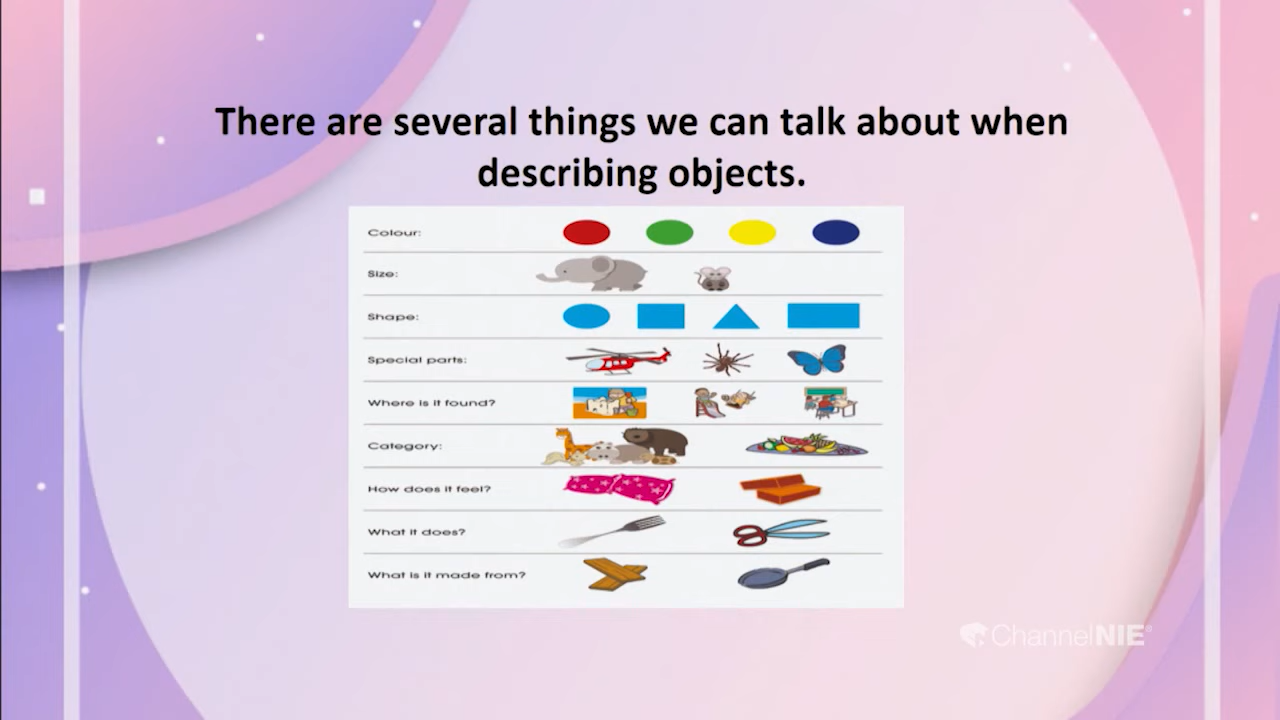 There are several things we can talk about when
describing objects.
Colour:
Size:
Shape:
Special parts:
Where is it found?
Category:
How does it feel?
What it does?
What is it made from?
ChannelNIE